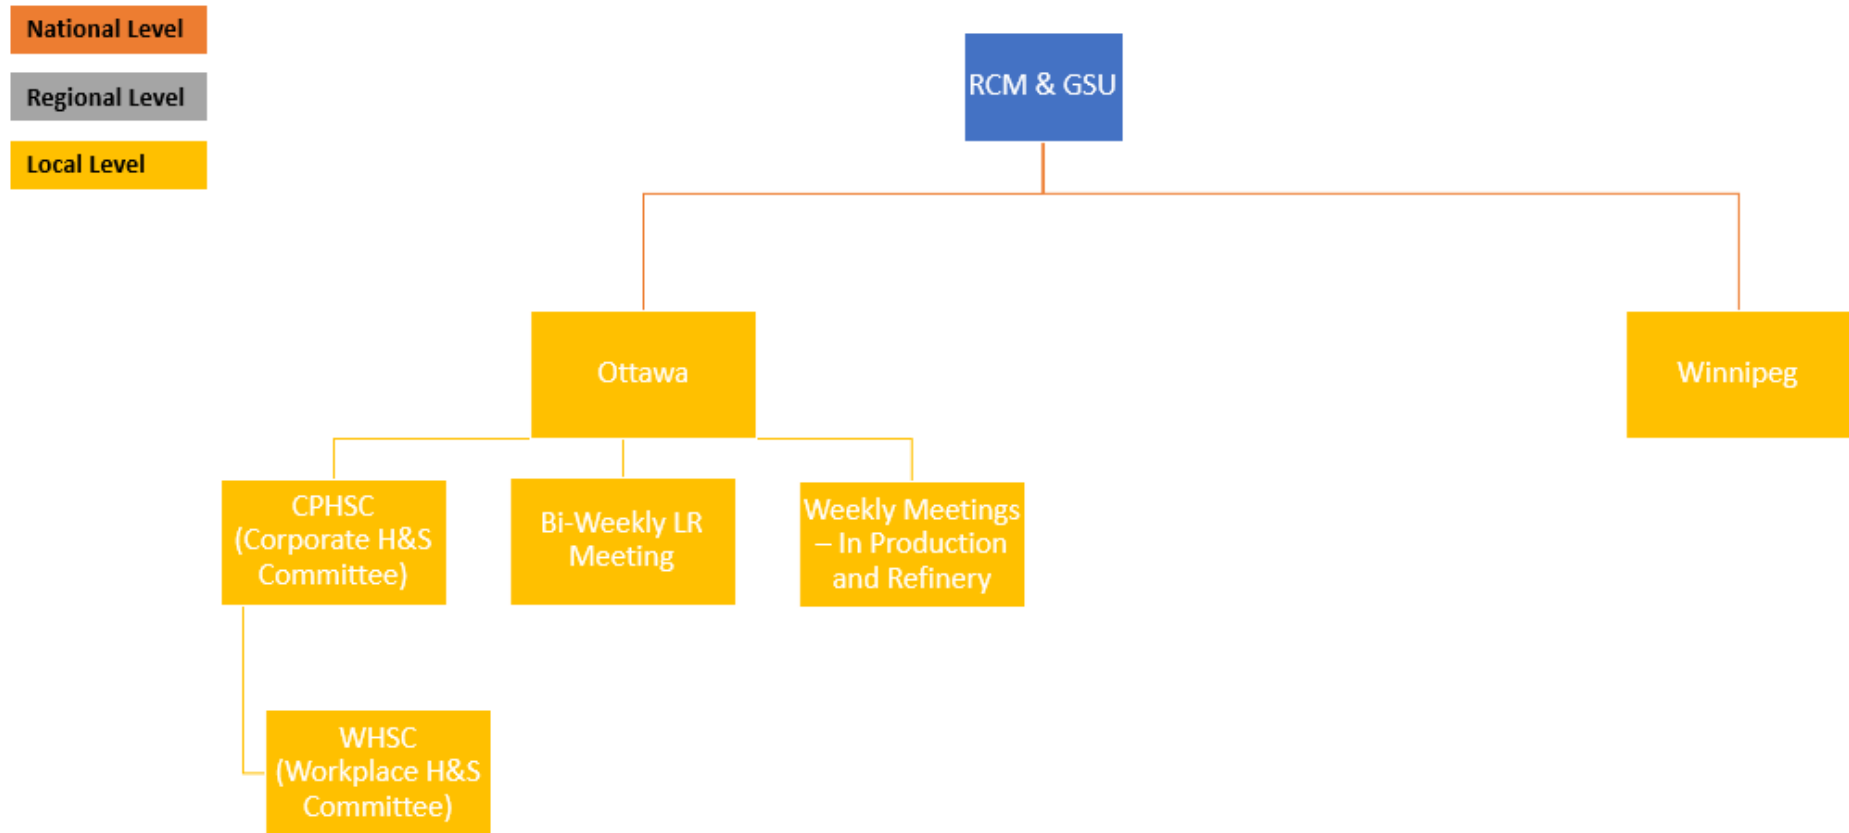 National Level
Regional Level
Local Level
RCM & GSU
Ottawa
Winnipeg
CPHSC
(Corporate H&S
Committee)
Bi-Weekly LR
Meeting
Weekly Meetings
– In Production
and Refinery
WHSC
(Workplace H&S
Committee)